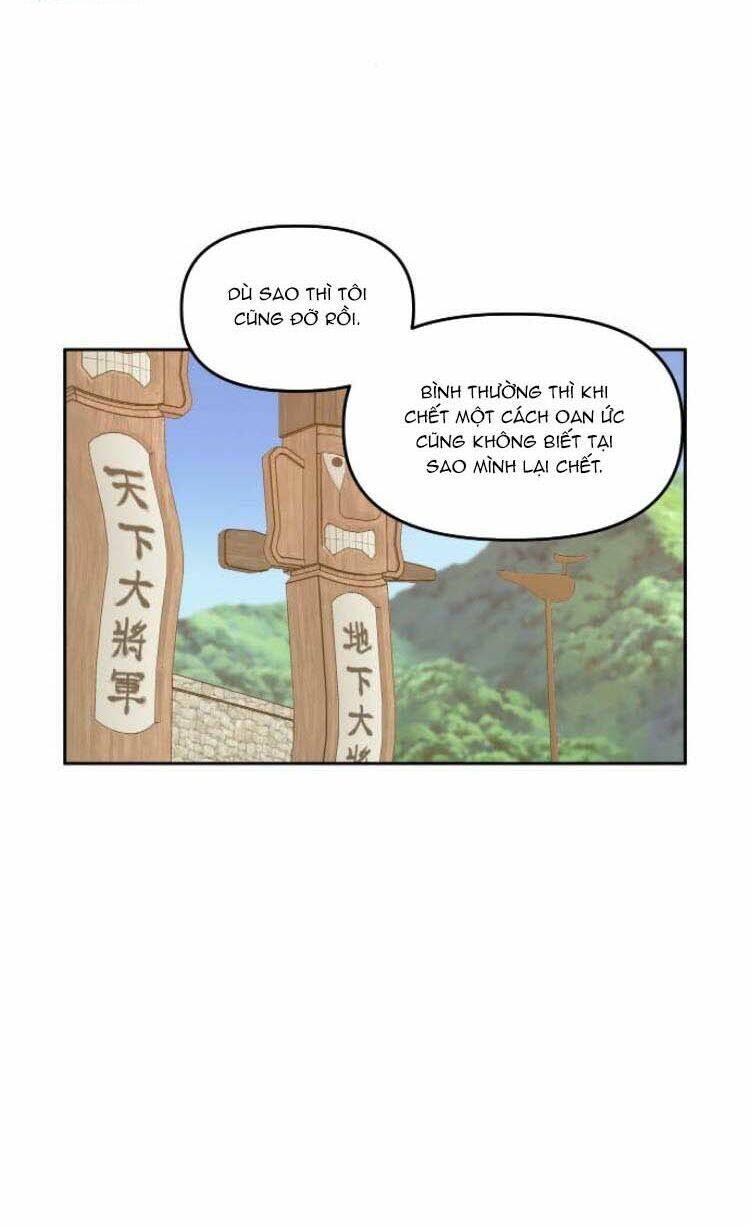 DÙ SAO THÌ TÔI
CŨNG ĐỠ RỒI.
BÌNH THƯỜNG THÌ KHI
CHẾT MỘT CÁCH OAN ỨC
CŨNG KHÔNG BIẾT TẠI
SAO MÌNH LẠI CHẾT.
天下大將軍
地下大將